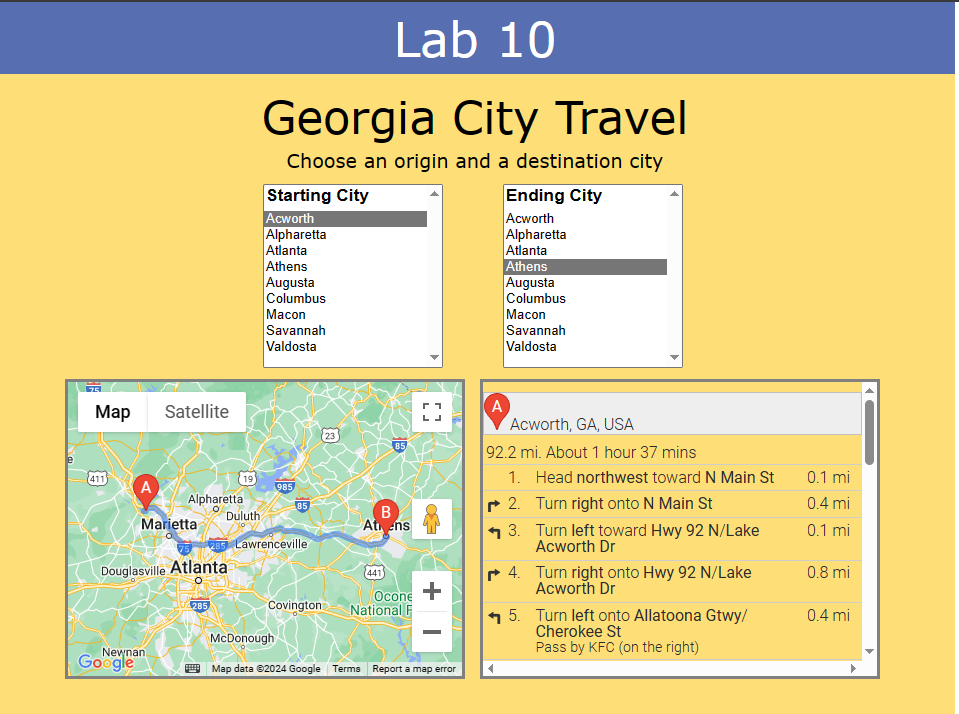 Lab 10
Georgia City Travel
Choose an origin and a destination city
Starting City
Acworth
Alpharetta
Atlanta
Athens
Augusta
Columbus
Macon
Savannah
Valdosta
Ending City
Acworth
Alpharetta
Atlanta
Athens
Augusta
Columbus
Macon
Savannah
Valdosta
75
Map Satellite
23
85
e
411
19
985
A
Alpharetta
85
B
Marietta
Duluth
Athens
75
285
Lawrenceville
Douglasville
Atlanta
441
285
Covington
Ocone
National F
McDonough
Newnan
Google
Map data ©2024 Google
Terms
Report a map error
A
Acworth, GA, USA
92.2 mi. About 1 hour 37 mins
1. Head northwest toward N Main St 0.1 mi
2. Turn right onto N Main St 0.4 mi
3. Turn left toward Hwy 92 N/Lake 0.1 mi
Acworth Dr
4. Turn right onto Hwy 92 N/Lake 0.8 mi
Acworth Dr
5. Turn left onto Allatoona Gtwy/ 0.4 mi
Cherokee St
Pass by KFC (on the right)